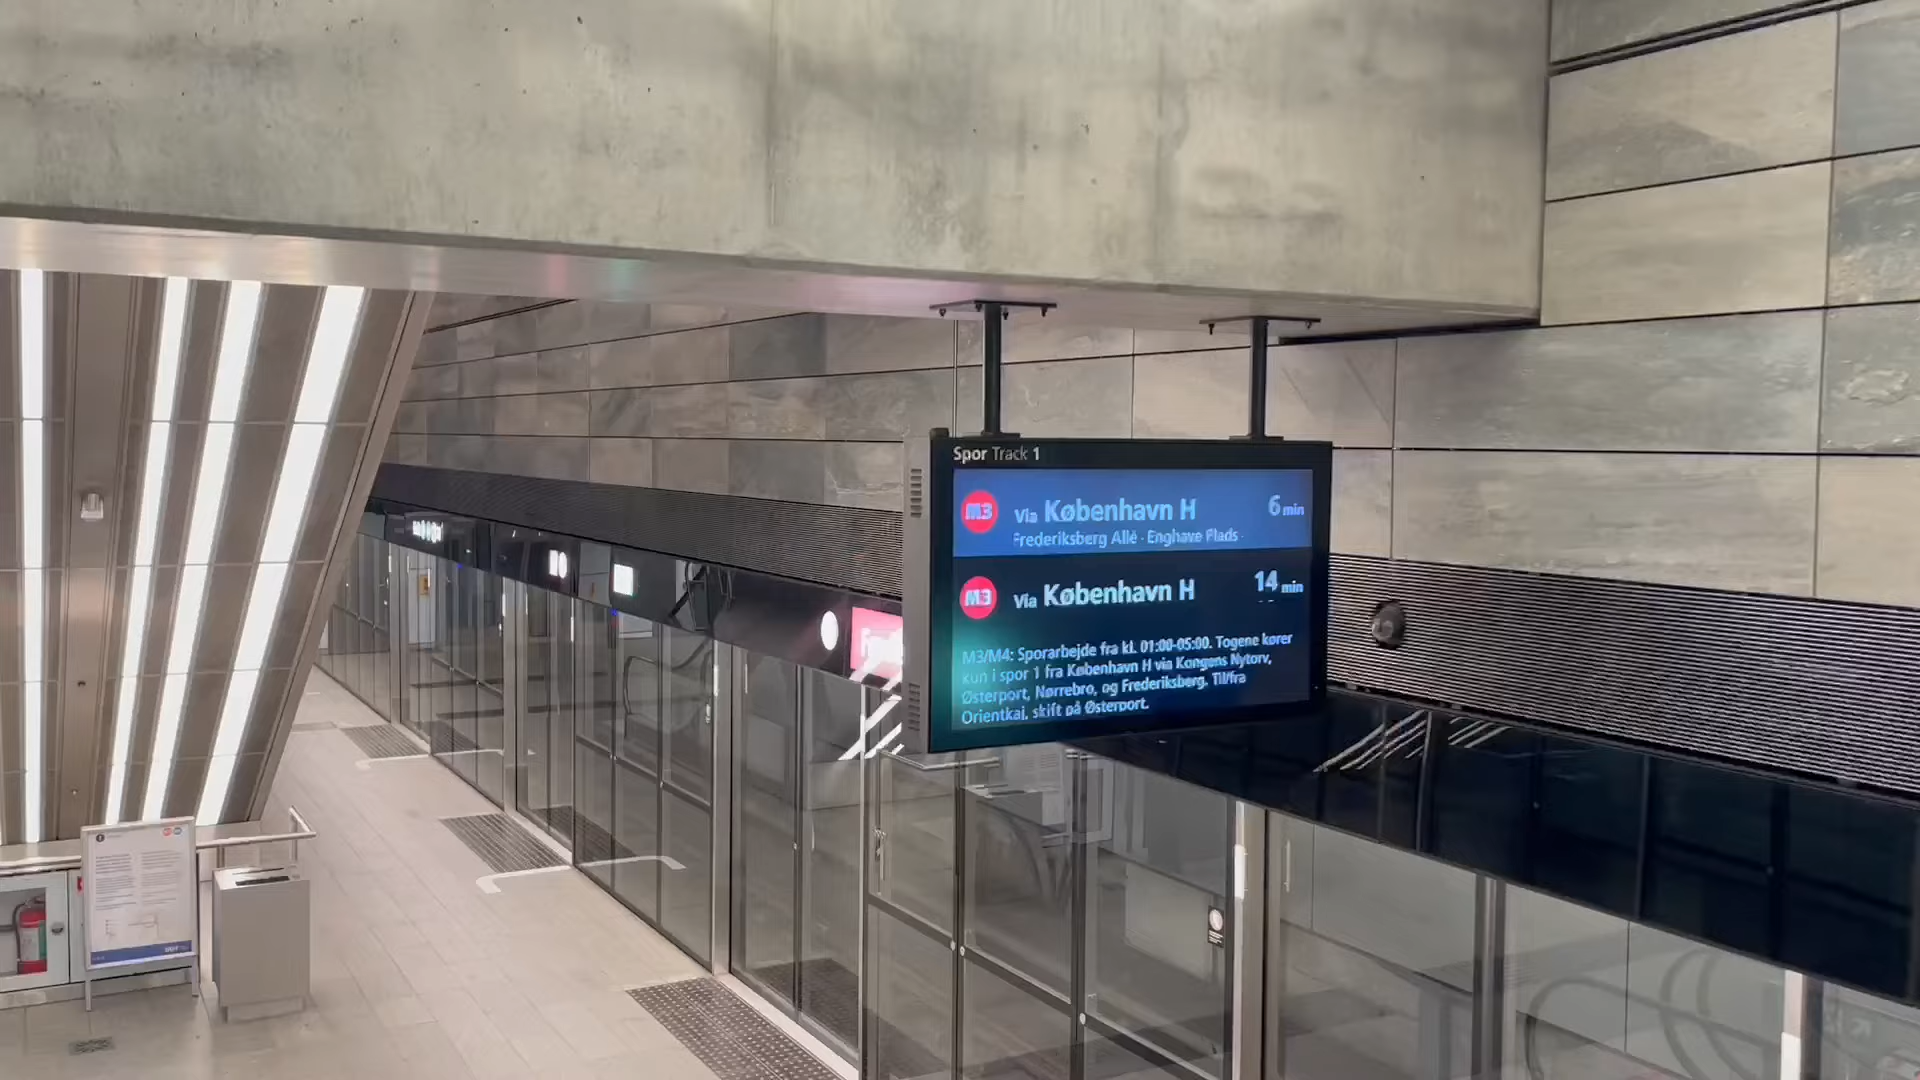 Spor Track 1
M3 Via København H 6 min
Frederiksberg Allé · Enghave Plads ·
M3 Via København H 14 min
M3/M4: Sporarbejde fra kl. 01:00-05:00. Togene kører
kun i spor 1 fra København H via Kongens Nytorv,
Østerport, Nørrebro, og Frederiksberg. Til/fra
Orientkaj, skift på Østerport.